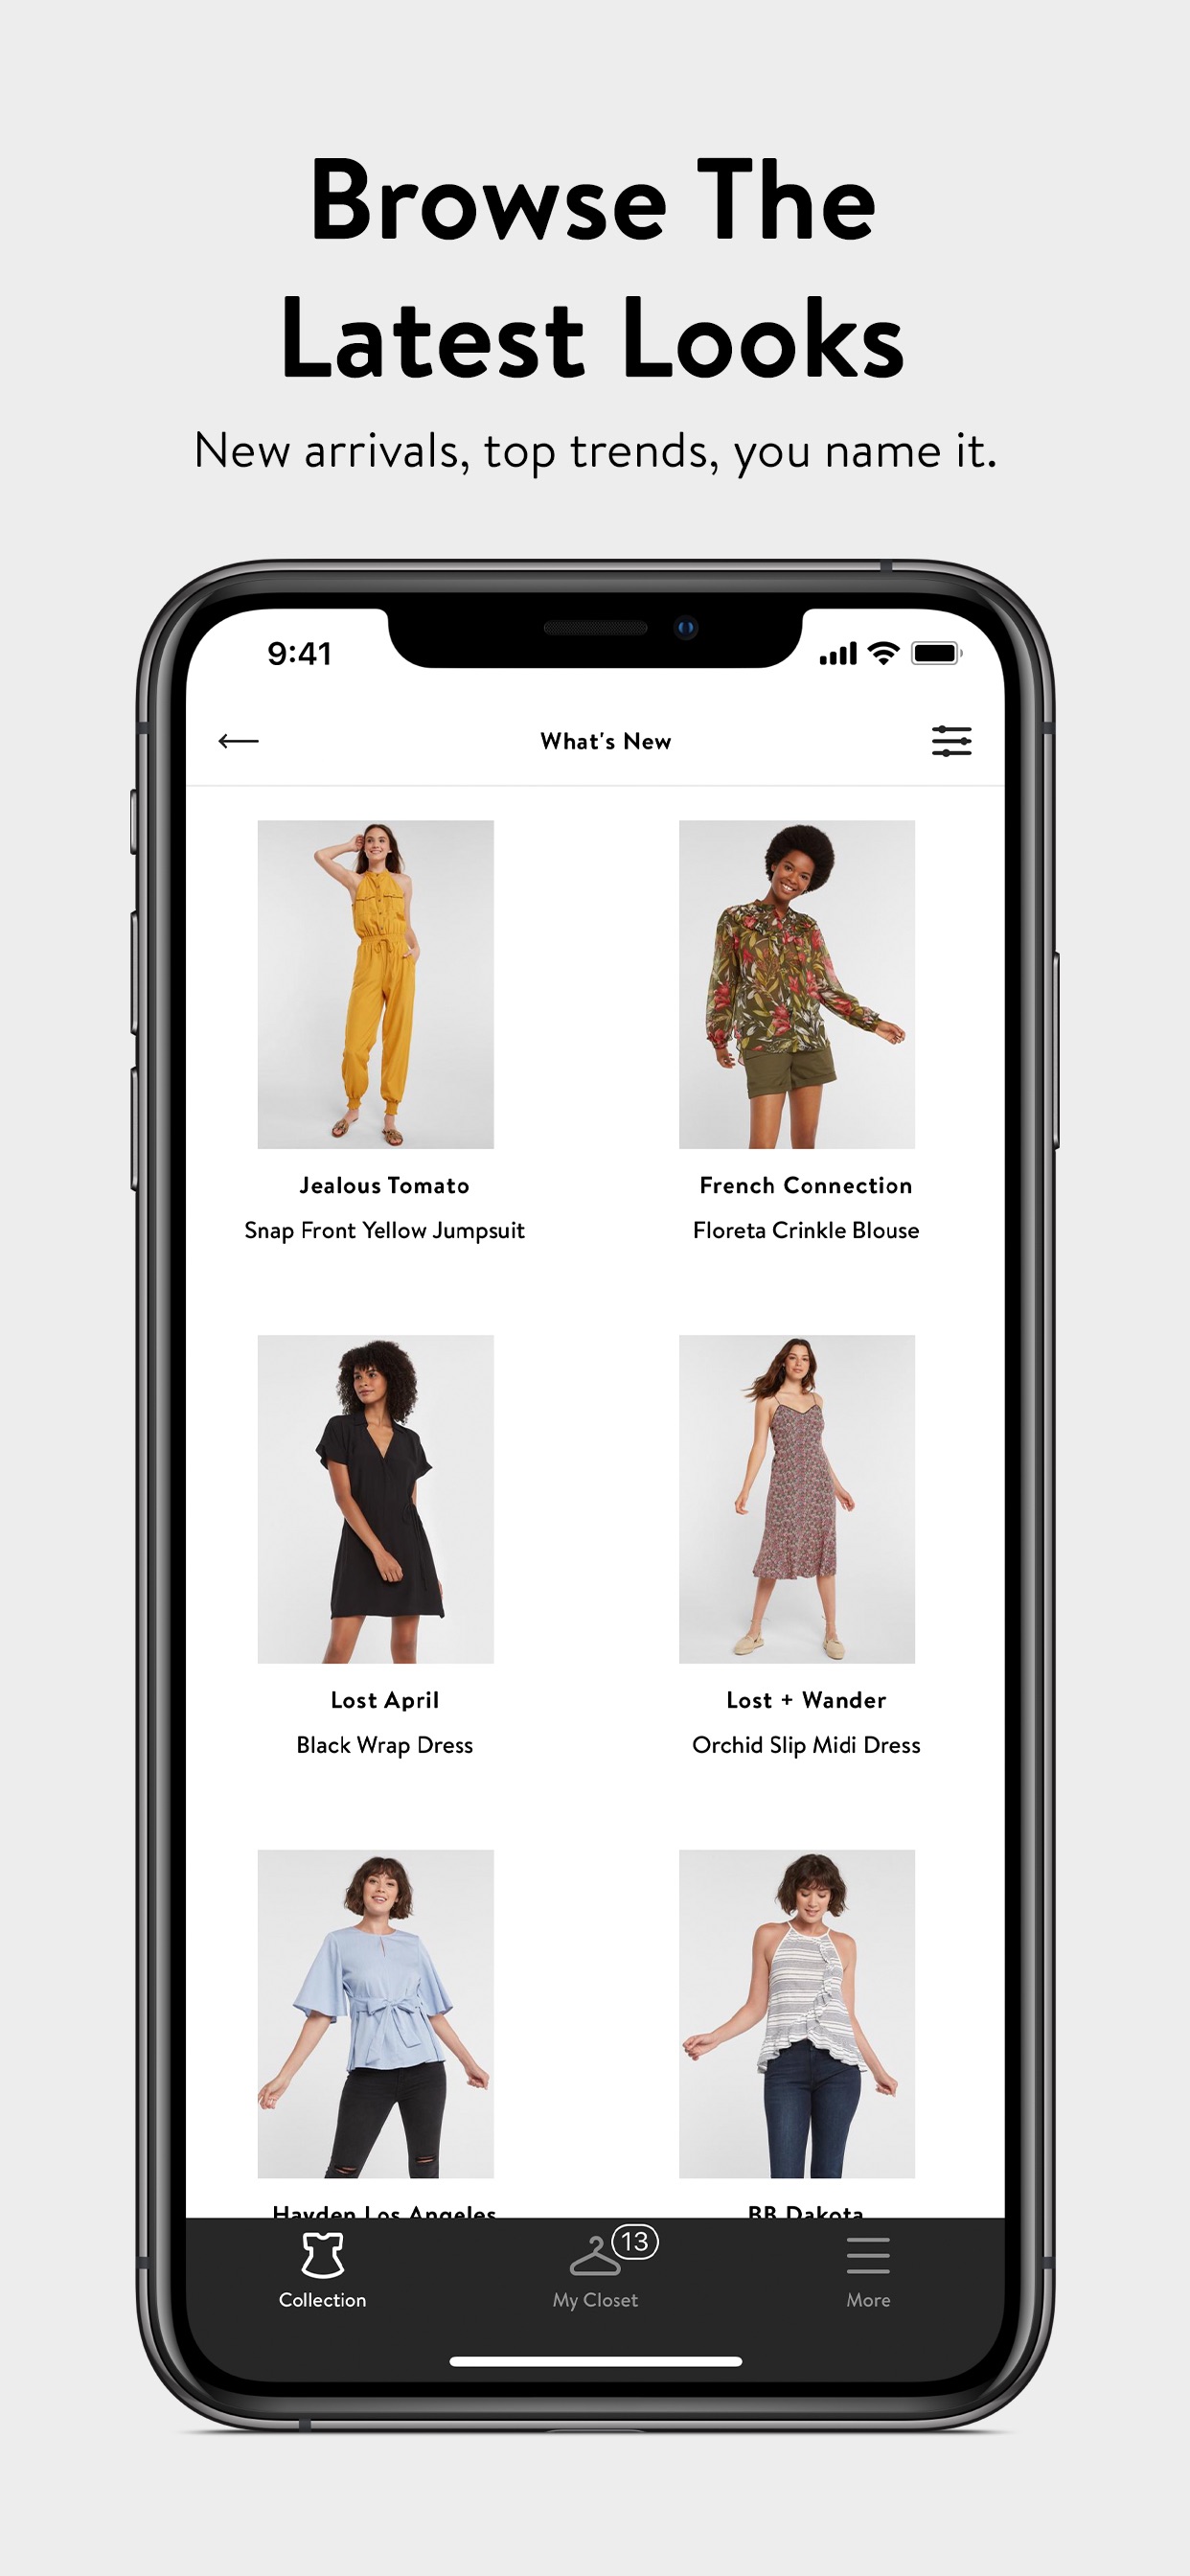 Browse The
Latest Looks
New arrivals, top trends, you name it.
9:41
What's New
Jealous Tomato
French Connection
Snap Front Yellow Jumpsuit
Floreta Crinkle Blouse
Lost April
Lost + Wander
Black Wrap Dress
Orchid Slip Midi Dress
Hayden Los Angeles
BB Dakota
13
Collection
My Closet
More